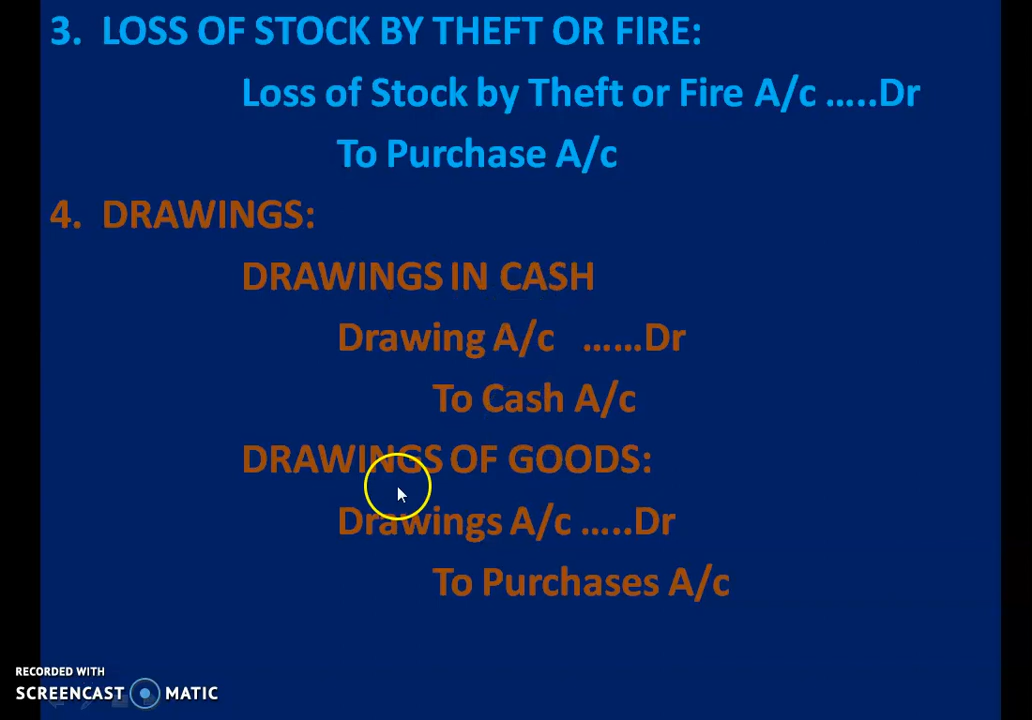 3. LOSS OF STOCK BY THEFT OR FIRE:
Loss of Stock by Theft or Fire A/c …..Dr
To Purchase A/c
4. DRAWINGS:
DRAWINGS IN CASH
Drawing A/c ……Dr
To Cash A/c
DRAWINGS OF GOODS:
Drawings A/c …..Dr
To Purchases A/c
RECORDED WITH
SCREENCAST MATIC